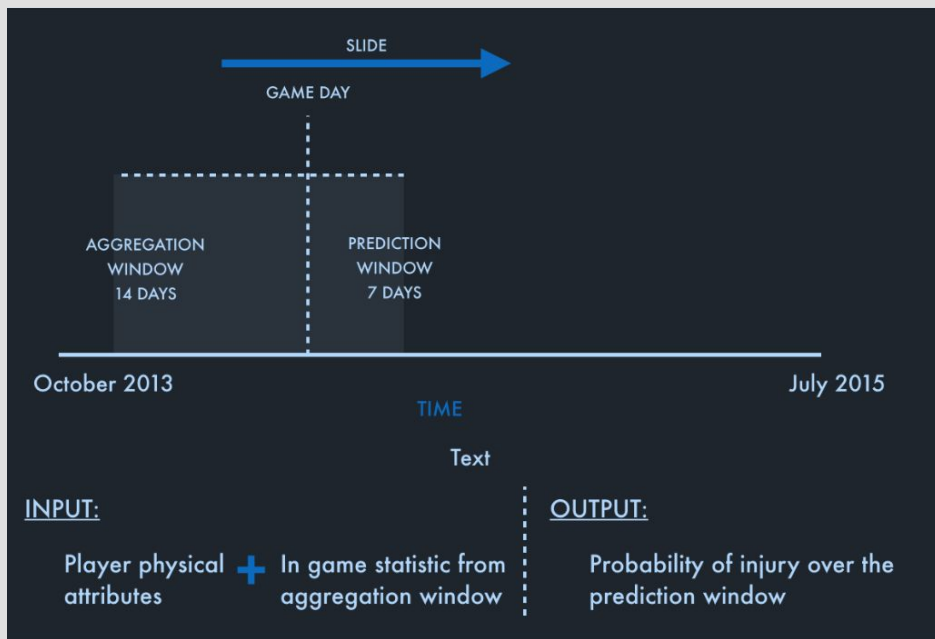 SLIDE
GAME DAY
AGGREGATION
WINDOW
14 DAYS
PREDICTION
WINDOW
7 DAYS
October 2013
July 2015
TIME
Text
INPUT:
Player physical
attributes
+
In game statistic from
aggregation window
OUTPUT:
Probability of injury over the
prediction window